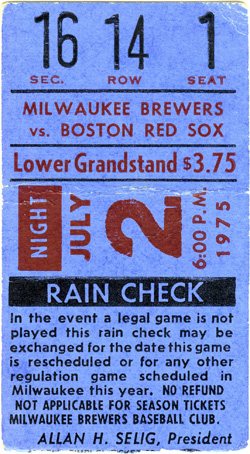 16 14 1
SEC. ROW SEAT
MILWAUKEE BREWERS
vs. BOSTON RED SOX
Lower Grandstand $3.75
NIGHT
JULY
2
6:00 P.M.
1975
RAIN CHECK
In the event a legal game is not
played this rain check may be
exchanged for the date this game
is rescheduled or for any other
regulation game scheduled in
Milwaukee this year. NO REFUND
NOT APPLICABLE FOR SEASON TICKETS
MILWAUKEE BREWERS BASEBALL CLUB.
ALLAN H. SELIG, President